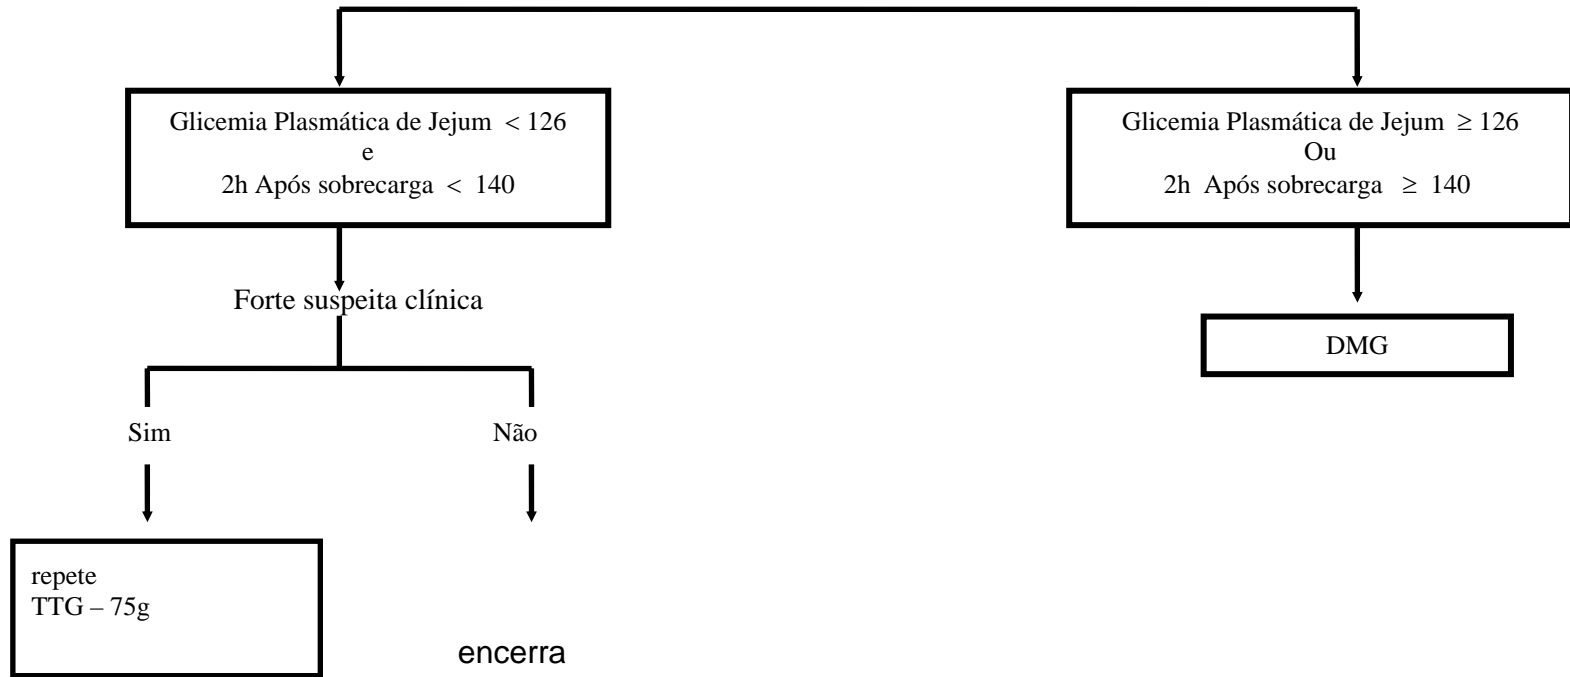 Glicemia Plasmática de Jejum < 126
e
2h Após sobrecarga < 140
Glicemia Plasmática de Jejum ≥ 126
Ou
2h Após sobrecarga ≥ 140
Forte suspeita clínica
DMG
Sim
Não
repete
TTG – 75g
encerra